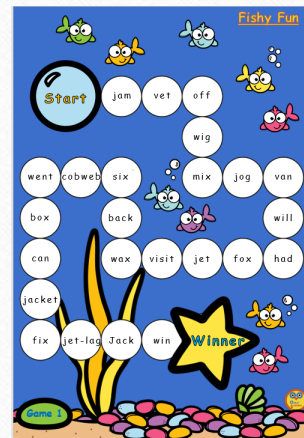 Fishy Fun
Start jam vet off
wig
went cobweb six mix jog van
box back will
can wax visit jet fox had
jacket
fix jet-lag Jack win Winner
Game 1